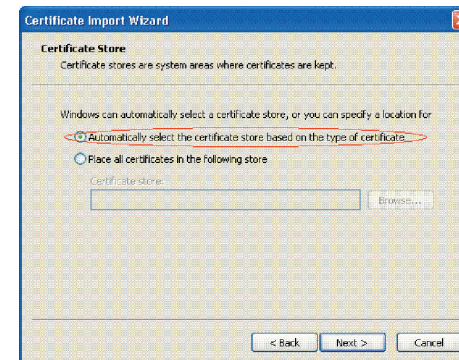 Certificate Import Wizard
Certificate Store
Certificate stores are system areas where certificates are kept.
Windows can automatically select a certificate store, or you can specify a location for
Automatically select the certificate store based on the type of certificate
Place all certificates in the following store
Certificate store:
Browse...
< Back Next > Cancel